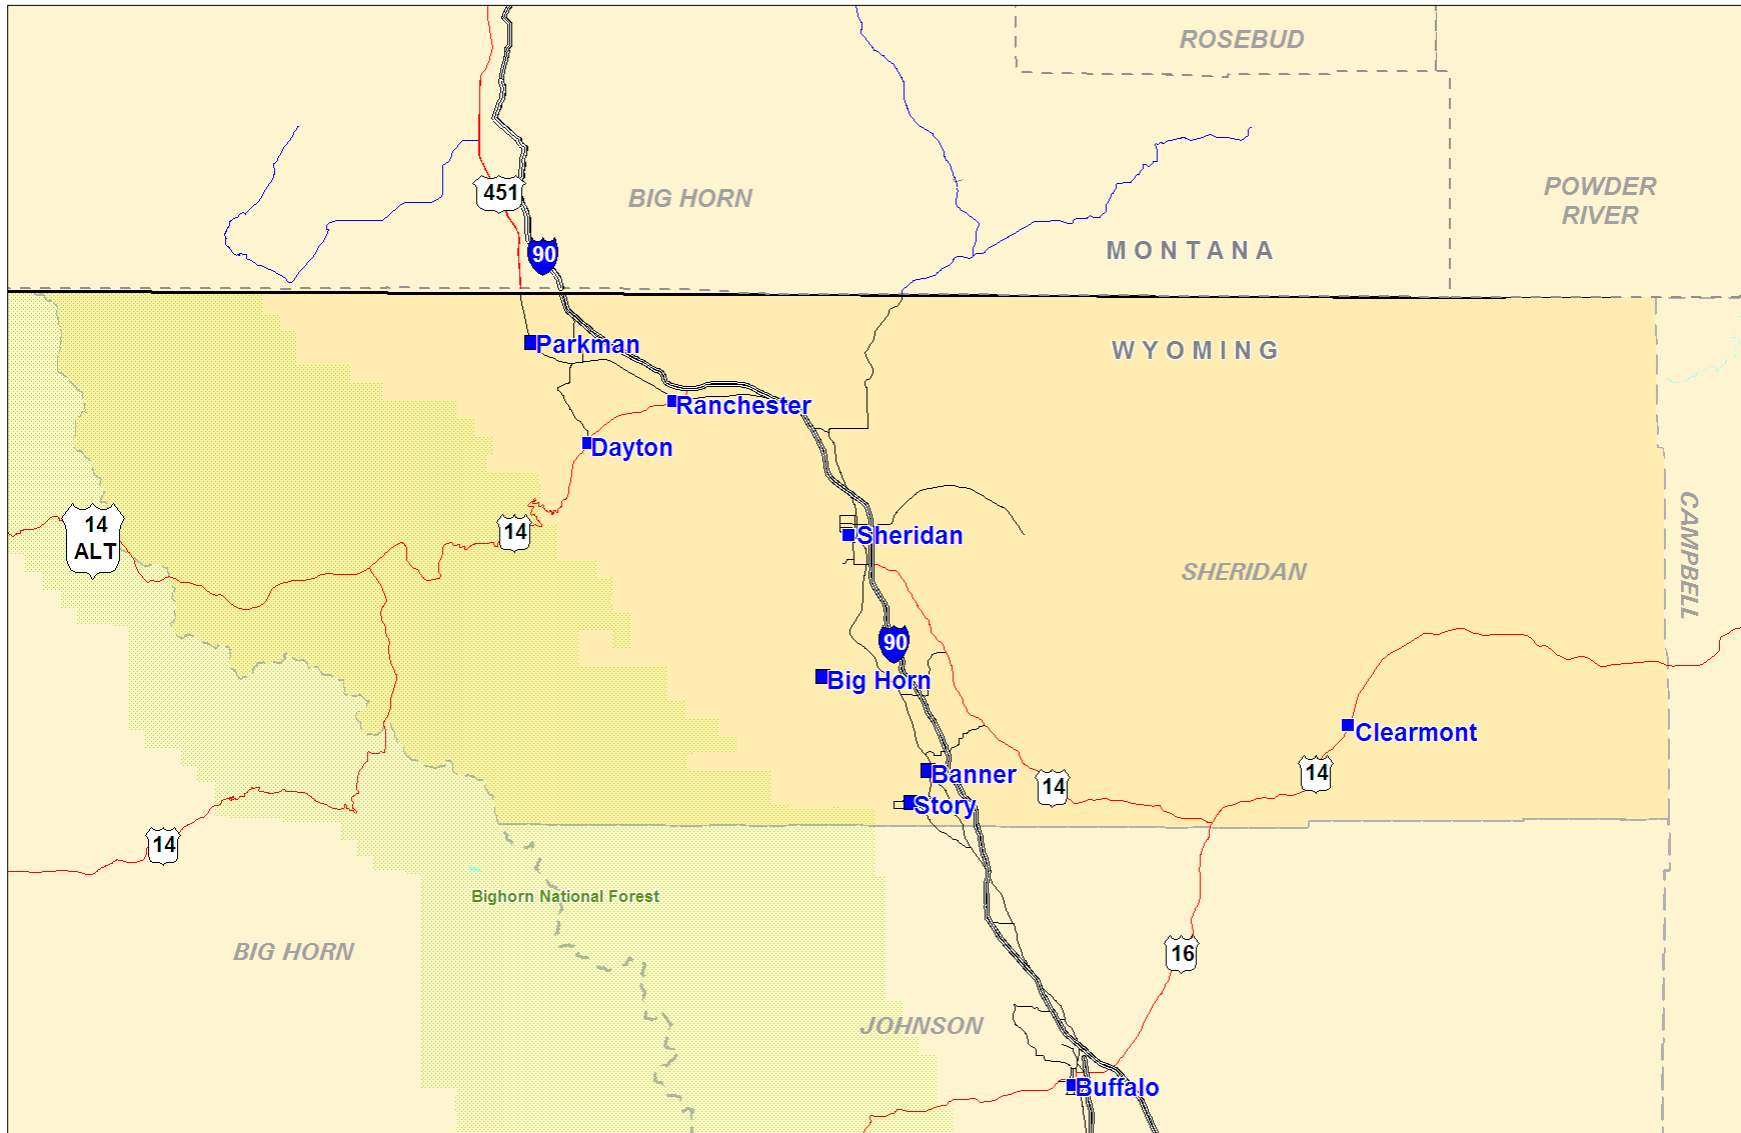 ROSEBUD
451
BIG HORN
POWDER
RIVER
90
MONTANA
Parkman
WYOMING
Ranchester
Dayton
14
ALT
14
Sheridan
CAMPBELL
SHERIDAN
90
Big Horn
Clearmont
Banner
14
14
Story
14
Bighorn National Forest
BIG HORN
16
JOHNSON
Buffalo